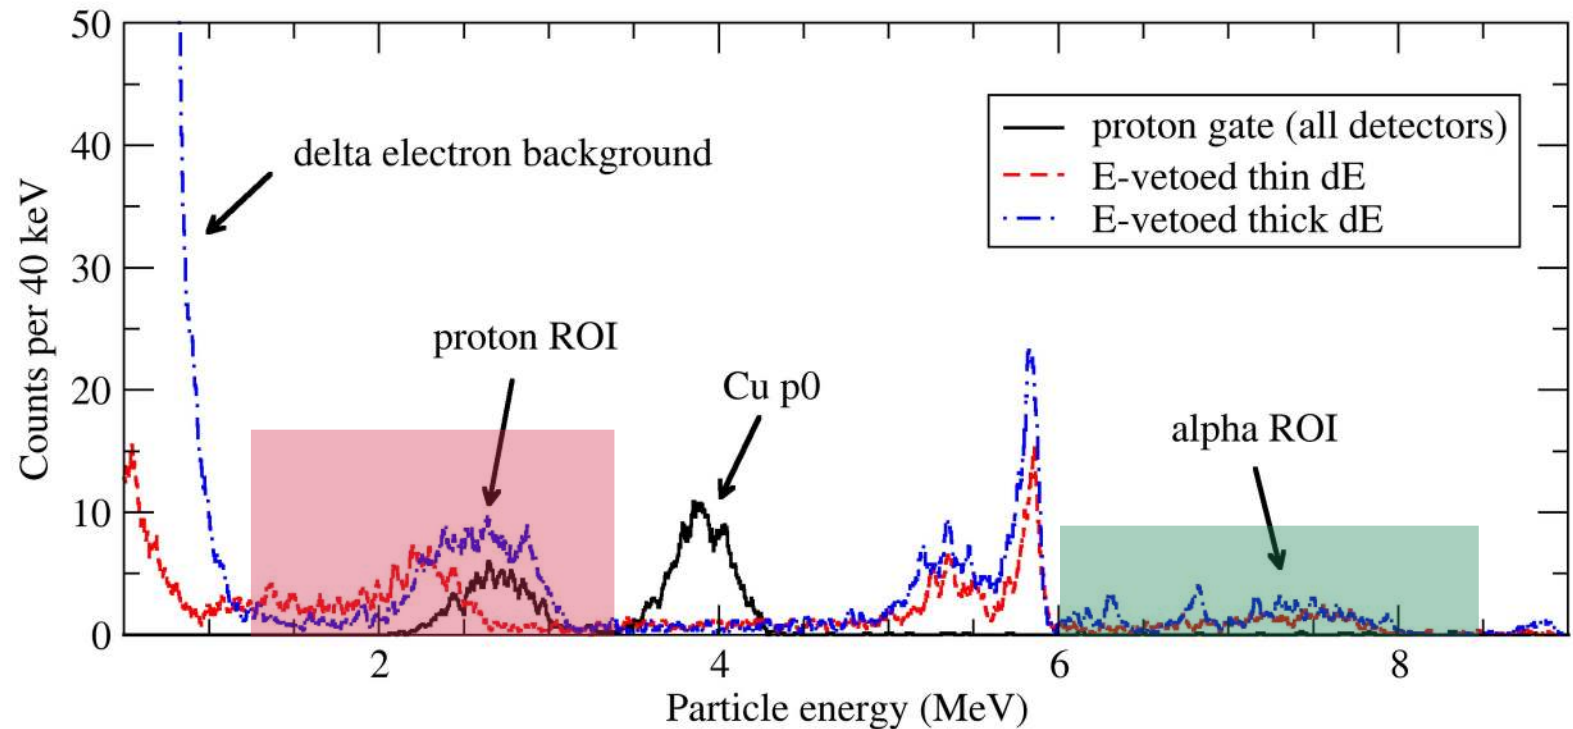 50
40
30
20
10
0
Counts per 40 keV
delta electron background
proton ROI
Cu p0
alpha ROI
proton gate (all detectors)
E-vetoed thin dE
E-vetoed thick dE
2 4 6 8
Particle energy (MeV)